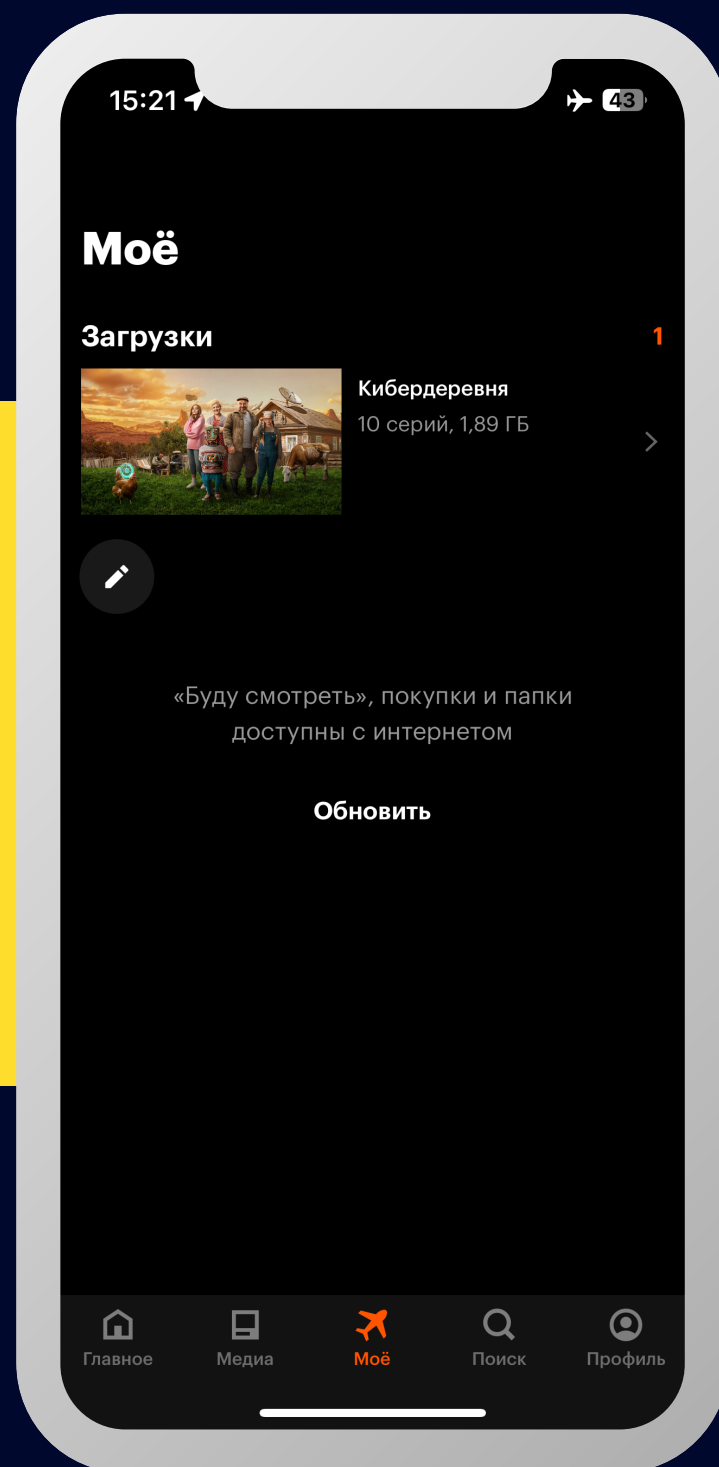 15:21
43
Моё
Загрузки
1
Кибердеревня
10 серий, 1,89 ГБ
«Буду смотреть», покупки и папки
доступны с интернетом
Обновить
Главное
Медиа
Моё
Поиск
Профиль